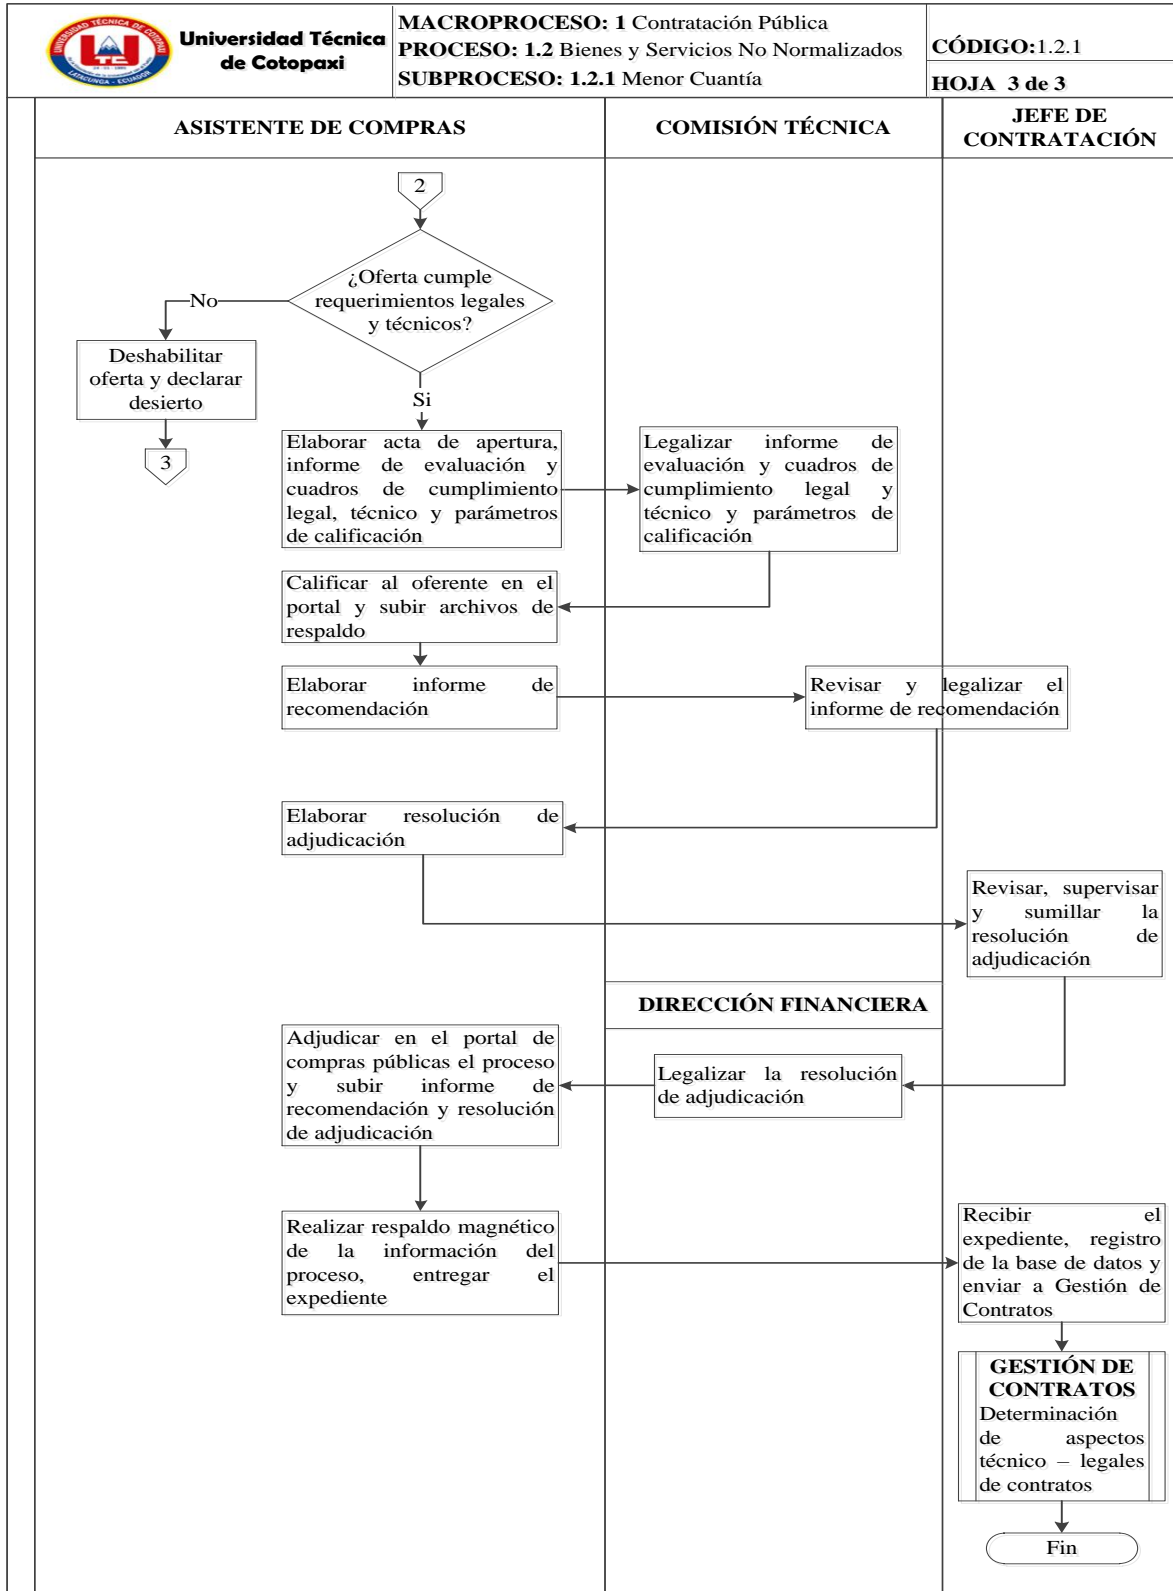 UNIVERSIDAD TÉCNICA DE COTOPAXI
UTC
LATACUNGA - ECUADOR
Universidad Técnica
de Cotopaxi
MACROPROCESO: 1 Contratación Pública
PROCESO: 1.2 Bienes y Servicios No Normalizados
SUBPROCESO: 1.2.1 Menor Cuantía
CÓDIGO:1.2.1
HOJA 3 de 3
ASISTENTE DE COMPRAS
COMISIÓN TÉCNICA
JEFE DE
CONTRATACIÓN
2
¿Oferta cumple
requerimientos legales
y técnicos?
No
Deshabilitar
oferta y declarar
desierto
3
Si
Elaborar acta de apertura,
informe de evaluación y
cuadros de cumplimiento
legal, técnico y parámetros
de calificación
Legalizar informe de
evaluación y cuadros de
cumplimiento legal y
técnico y parámetros de
calificación
Calificar al oferente en el
portal y subir archivos de
respaldo
Elaborar informe de
recomendación
Revisar y legalizar el
informe de recomendación
Elaborar resolución de
adjudicación
Revisar, supervisar
y sumillar la
resolución de
adjudicación
DIRECCIÓN FINANCIERA
Legalizar la resolución
de adjudicación
Adjudicar en el portal de
compras públicas el proceso
y subir informe de
recomendación y resolución
de adjudicación
Realizar respaldo magnético
de la información del
proceso, entregar el
expediente
Recibir el
expediente, registro
de la base de datos y
enviar a Gestión de
Contratos
GESTIÓN DE
CONTRATOS
Determinación
de aspectos
técnico – legales
de contratos
Fin